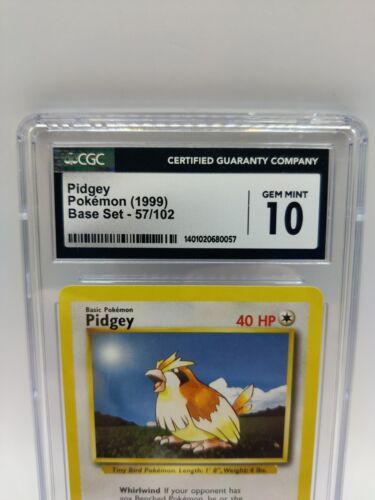 CGC
CERTIFIED GUARANTY COMPANY
Pidgey
Pokémon (1999)
Base Set - 57/102
1401020680057
GEM MINT
10
Basic Pokémon
Pidgey
40 HP
Tiny Bird Pokémon. Length: 1' 0", Weight: 4 lbs.
Whirlwind If your opponent has
any Benched Pokémon, he or she